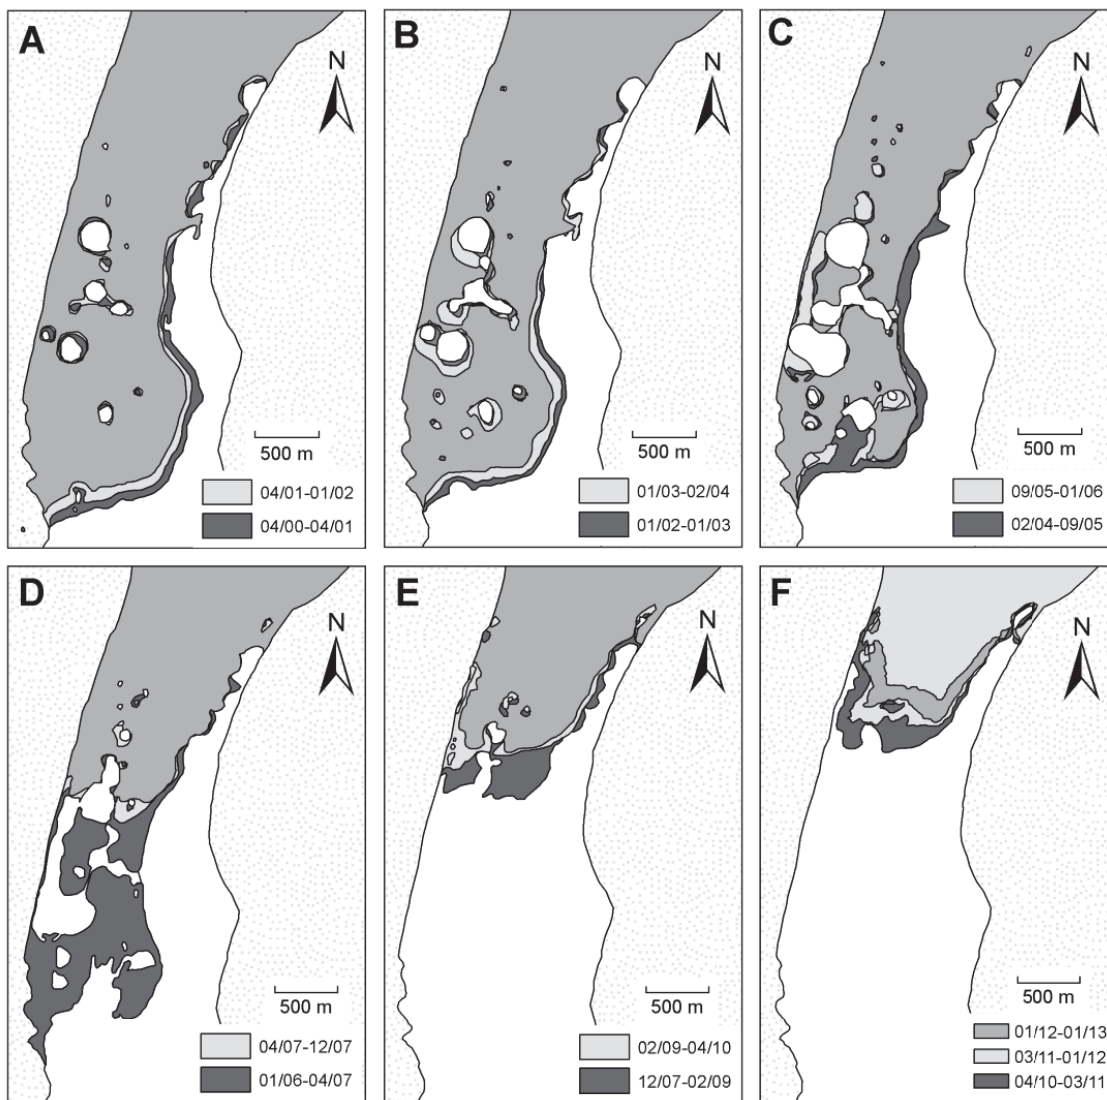 A
N
500 m
04/01-01/02
04/00-04/01
B
N
500 m
01/03-02/04
01/02-01/03
C
N
500 m
09/05-01/06
02/04-09/05
D
N
500 m
04/07-12/07
01/06-04/07
E
N
500 m
02/09-04/10
12/07-02/09
F
N
500 m
01/12-01/13
03/11-01/12
04/10-03/11